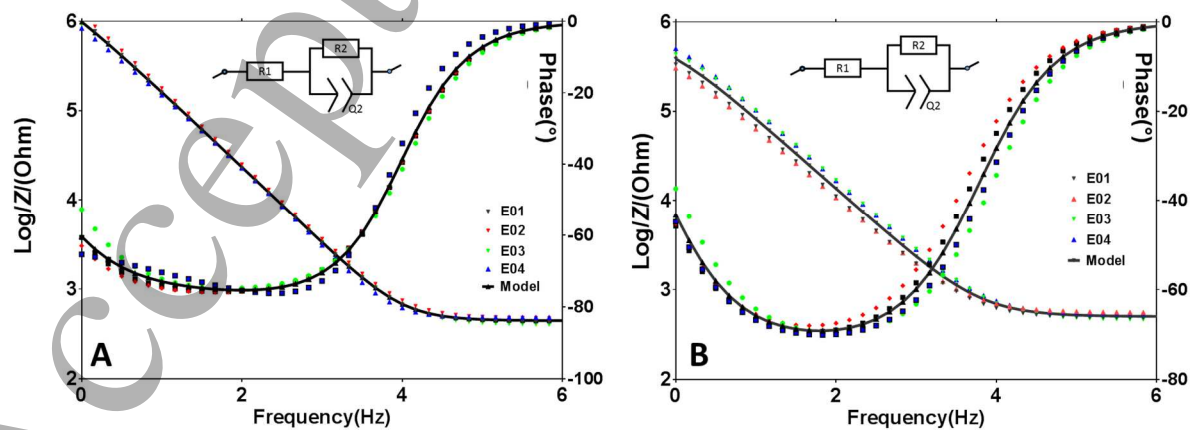 6
5
4
3
2
0
-20
-40
-60
-80
-100
Log/Z/(Ohm)
Phase(°)
R1
R2
Q2
E01
E02
E03
E04
Model
A
0
2
4
6
Frequency(Hz)
6
5
4
3
2
0
-20
-40
-60
-80
Log/Z/(Ohm)
Phase(°)
R1
R2
Q2
E01
E02
E03
E04
Model
B
0
2
4
6
Frequency(Hz)
ccep